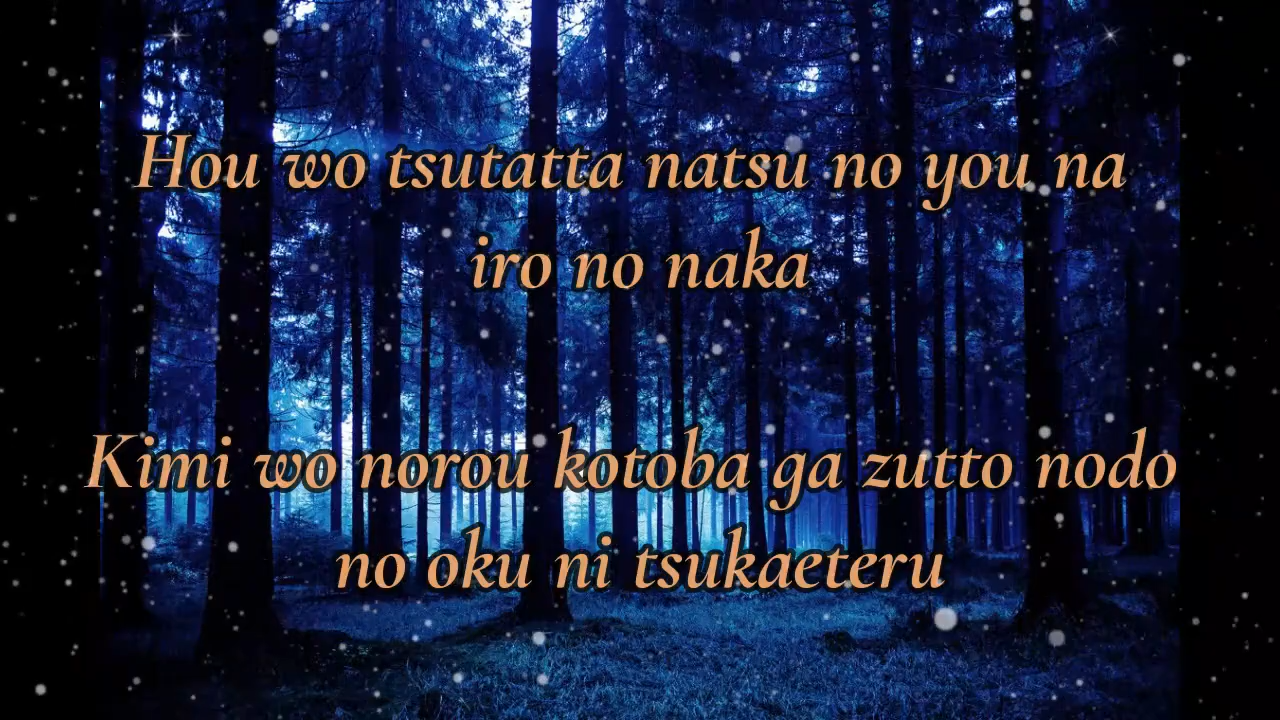 Hou wo tsutatta natsu no you na
iro no naka
Kimi wo norou kotoba ga zutto nodo
no oku ni tsukaeteru